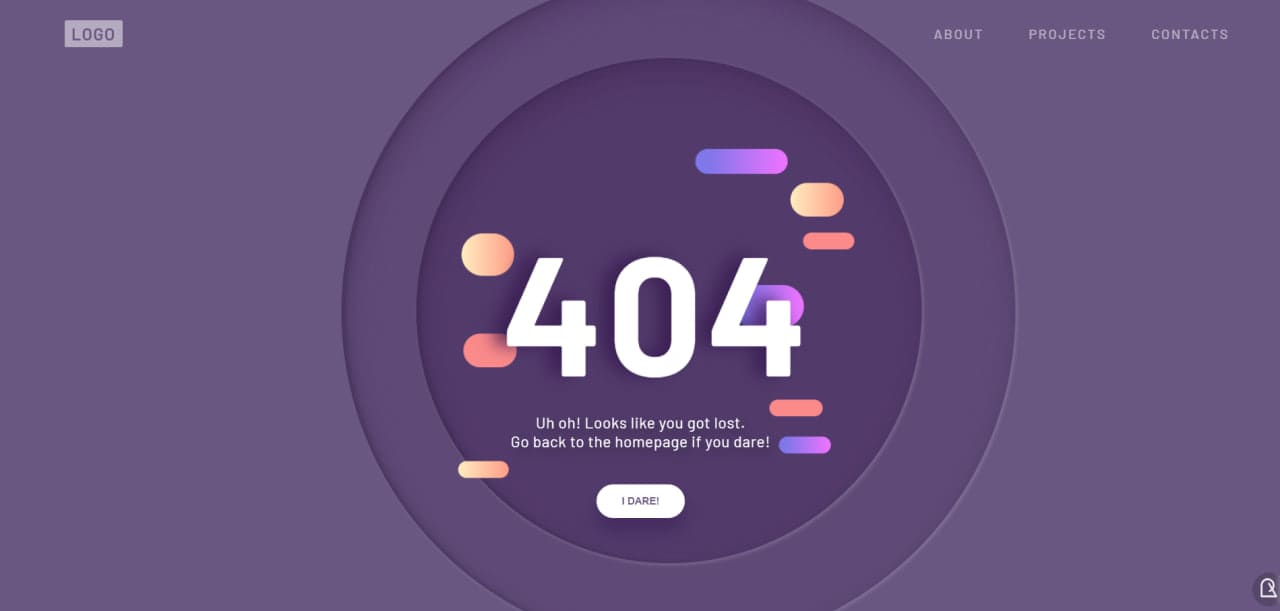 LOGO
ABOUT PROJECTS CONTACTS
404
Uh oh! Looks like you got lost.
Go back to the homepage if you dare!
I DARE!